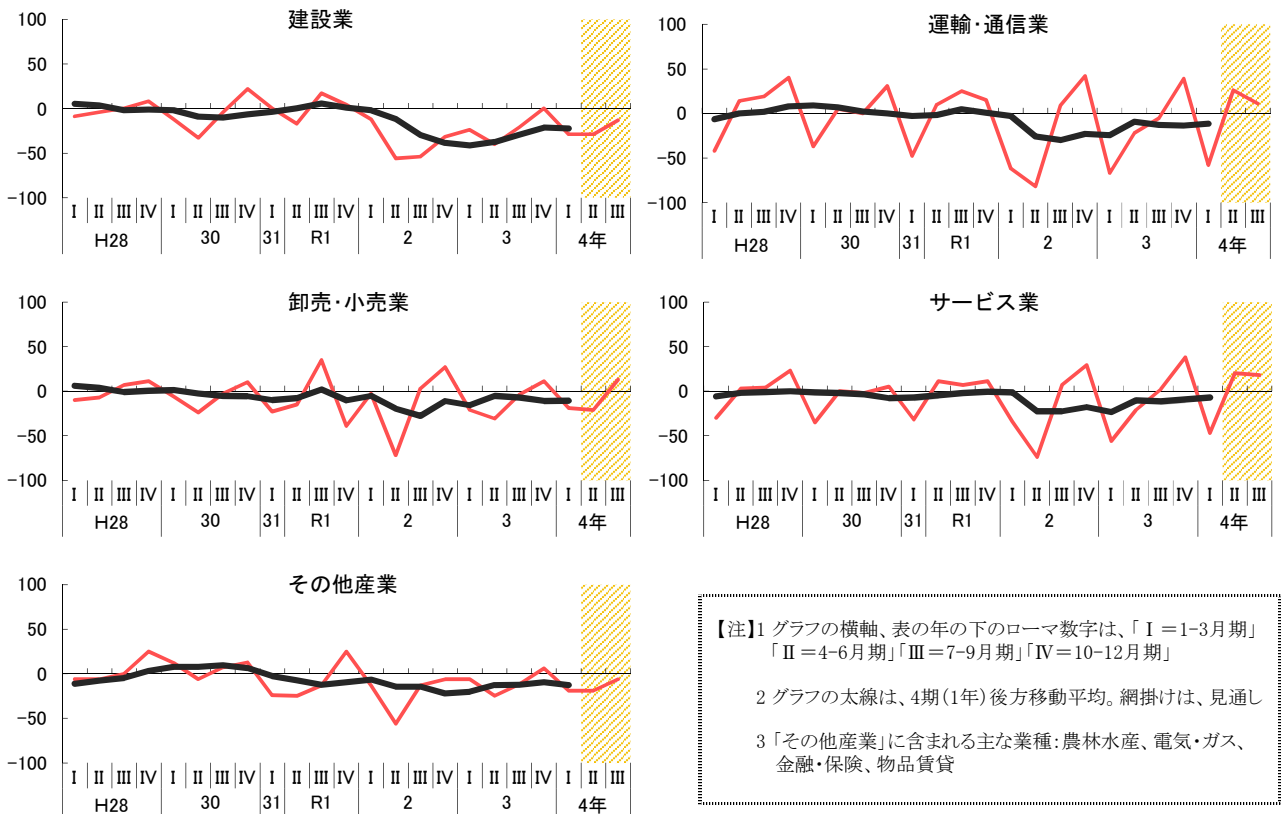 建設業
100
50
0
-50
-100
Ⅰ Ⅱ Ⅲ Ⅳ Ⅰ Ⅱ Ⅲ Ⅳ Ⅰ Ⅱ Ⅲ Ⅳ Ⅰ Ⅱ Ⅲ Ⅳ Ⅰ Ⅱ Ⅲ Ⅳ Ⅰ Ⅱ Ⅲ
H28 30 31 R1 2 3 4年
運輸・通信業
100
50
0
-50
-100
Ⅰ Ⅱ Ⅲ Ⅳ Ⅰ Ⅱ Ⅲ Ⅳ Ⅰ Ⅱ Ⅲ Ⅳ Ⅰ Ⅱ Ⅲ Ⅳ Ⅰ Ⅱ Ⅲ Ⅳ Ⅰ Ⅱ Ⅲ
H28 30 31 R1 2 3 4年
卸売・小売業
100
50
0
-50
-100
Ⅰ Ⅱ Ⅲ Ⅳ Ⅰ Ⅱ Ⅲ Ⅳ Ⅰ Ⅱ Ⅲ Ⅳ Ⅰ Ⅱ Ⅲ Ⅳ Ⅰ Ⅱ Ⅲ Ⅳ Ⅰ Ⅱ Ⅲ
H28 30 31 R1 2 3 4年
サービス業
100
50
0
-50
-100
Ⅰ Ⅱ Ⅲ Ⅳ Ⅰ Ⅱ Ⅲ Ⅳ Ⅰ Ⅱ Ⅲ Ⅳ Ⅰ Ⅱ Ⅲ Ⅳ Ⅰ Ⅱ Ⅲ Ⅳ Ⅰ Ⅱ Ⅲ
H28 30 31 R1 2 3 4年
その他産業
100
50
0
-50
-100
Ⅰ Ⅱ Ⅲ Ⅳ Ⅰ Ⅱ Ⅲ Ⅳ Ⅰ Ⅱ Ⅲ Ⅳ Ⅰ Ⅱ Ⅲ Ⅳ Ⅰ Ⅱ Ⅲ Ⅳ Ⅰ Ⅱ Ⅲ
H28 30 31 R1 2 3 4年
【注】1 グラフの横軸、表の年の下のローマ数字は、「Ⅰ=1-3月期」
「Ⅱ=4-6月期」「Ⅲ=7-9月期」「Ⅳ=10-12月期」
2 グラフの太線は、4期(1年)後方移動平均。網掛けは、見通し
3 「その他産業」に含まれる主な業種:農林水産、電気・ガス、
金融・保険、物品賃貸